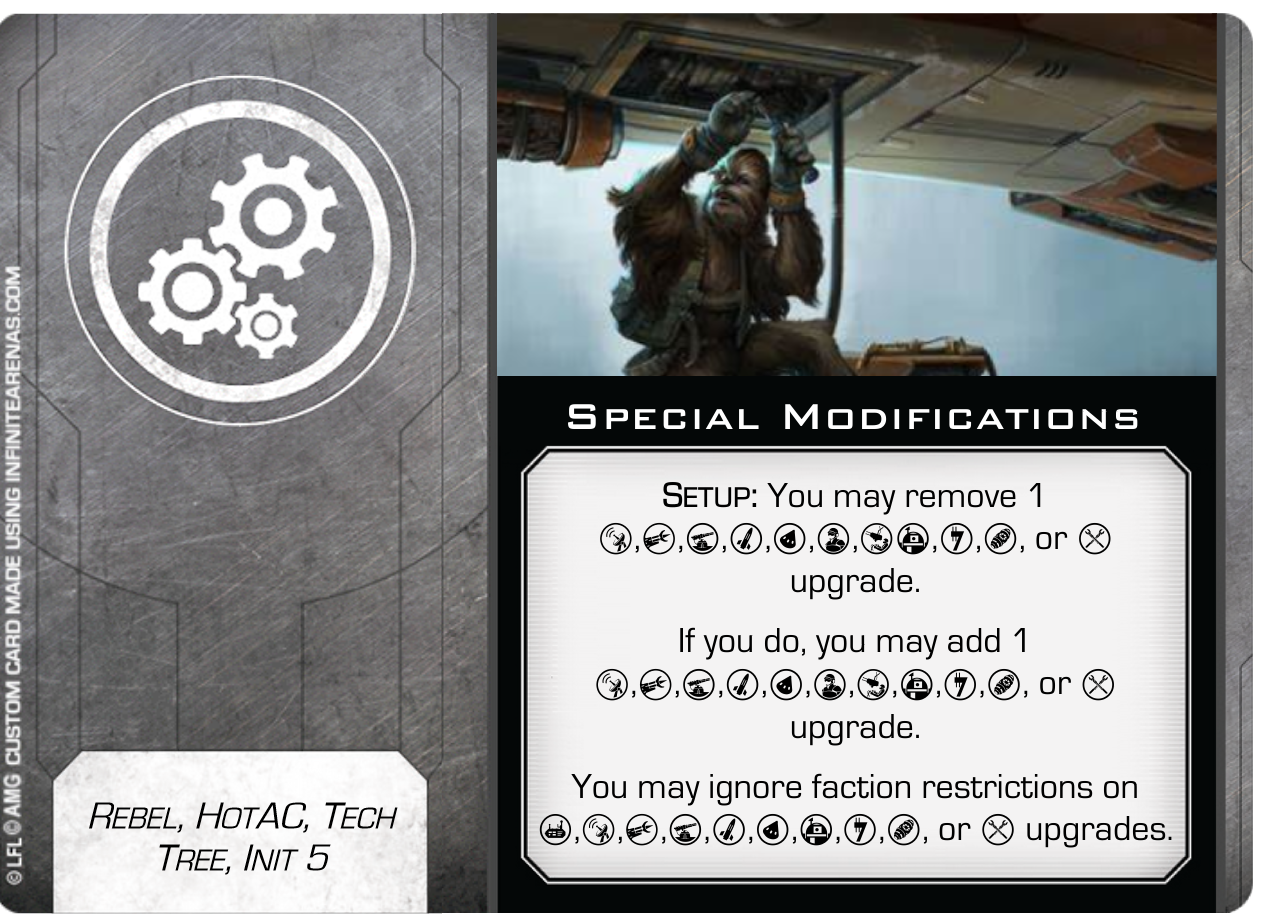 © LFL © AMG CUSTOM CARD MADE USING INFINITEARENAS.COM
SPECIAL MODIFICATIONS
SETUP: You may remove 1
, , , , , , , , , or
upgrade.
If you do, you may add 1
, , , , , , , , , , or
upgrade.
You may ignore faction restrictions on
, , , , , , , , , or upgrades.
REBEL, HOTAC, TECH
TREE, INIT 5